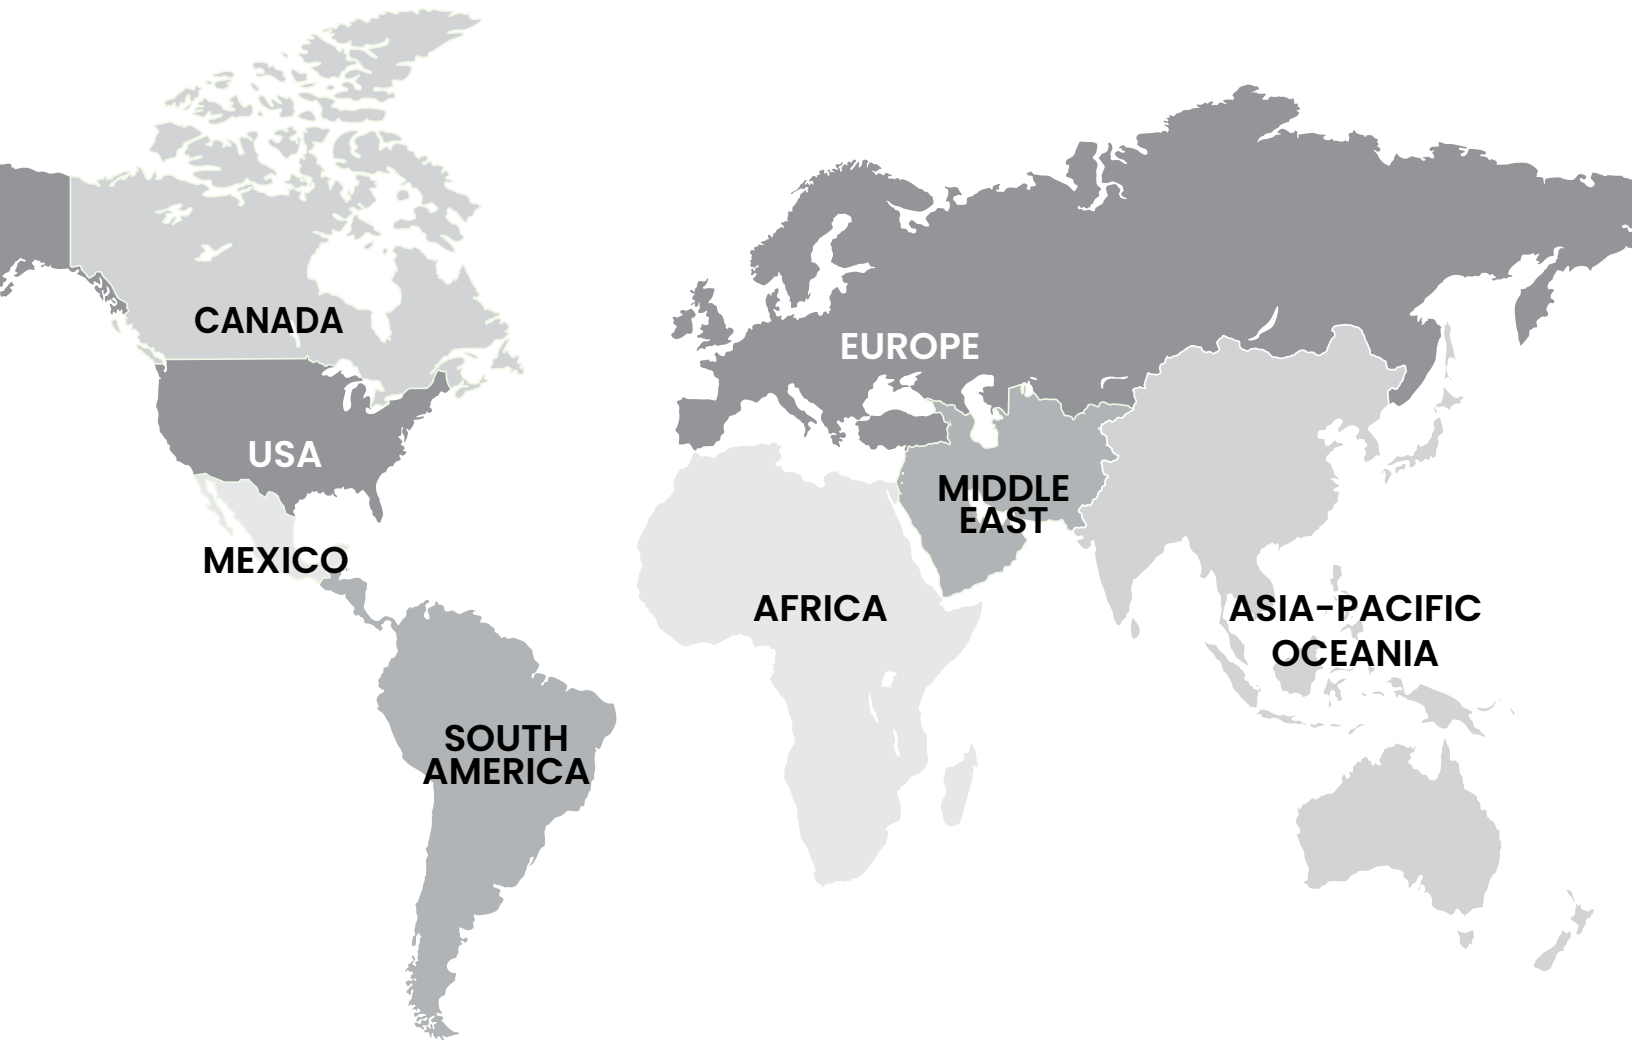 CANADA
EUROPE
USA
MIDDLE
EAST
MEXICO
AFRICA
ASIA-PACIFIC
OCEANIA
SOUTH
AMERICA